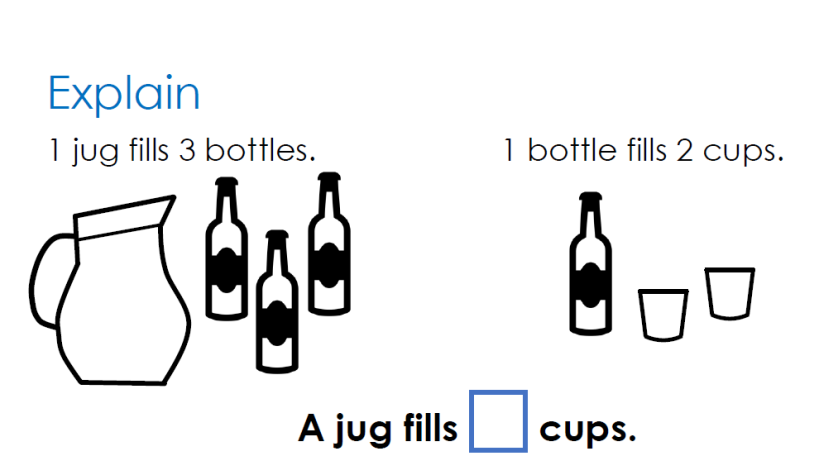 Explain
1 jug fills 3 bottles.
1 bottle fills 2 cups.
A jug fills cups.